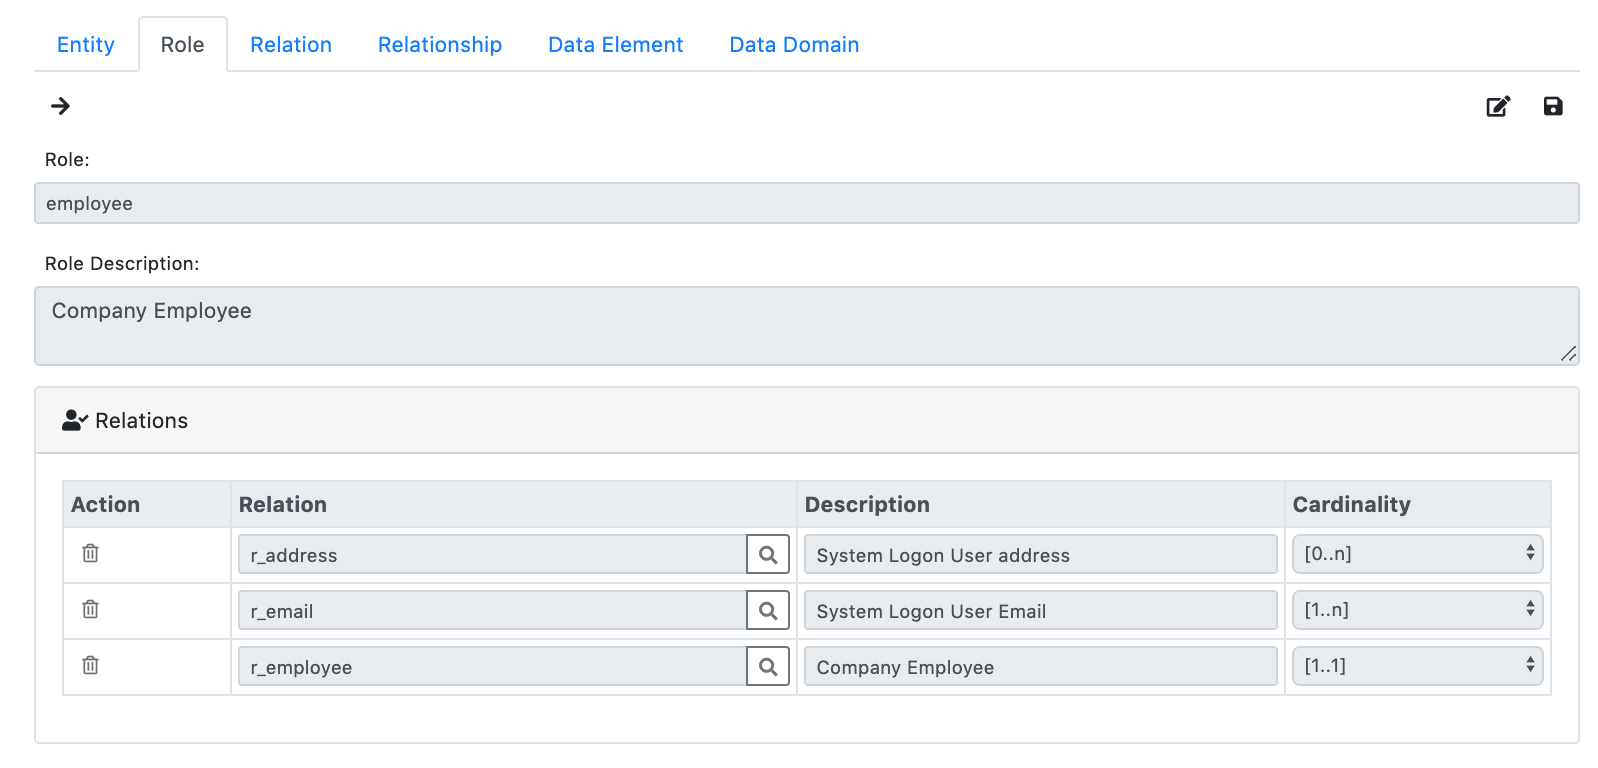 Entity Role Relation Relationship Data Element Data Domain
Role:
employee
Role Description:
Company Employee
Relations
Action Relation Description Cardinality
r_address System Logon User address [0..n]
r_email System Logon User Email [1..n]
r_employee Company Employee [1..1]